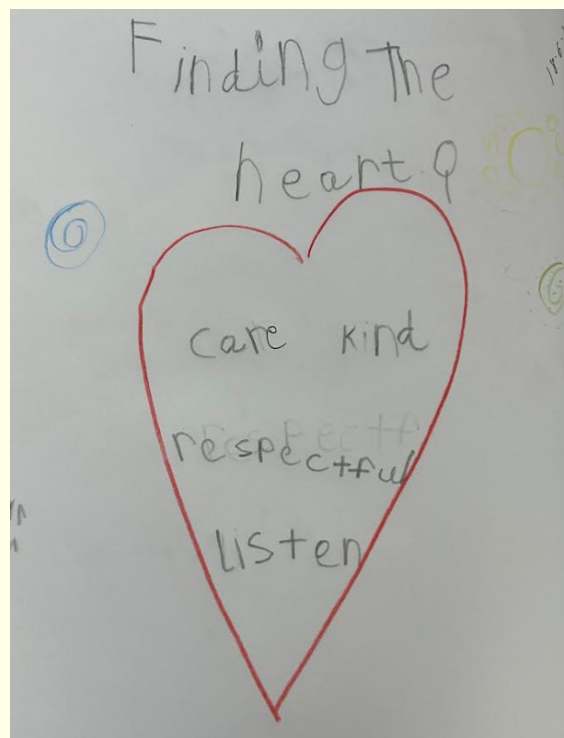 Finding The
heart.
care kind
respectful
listen